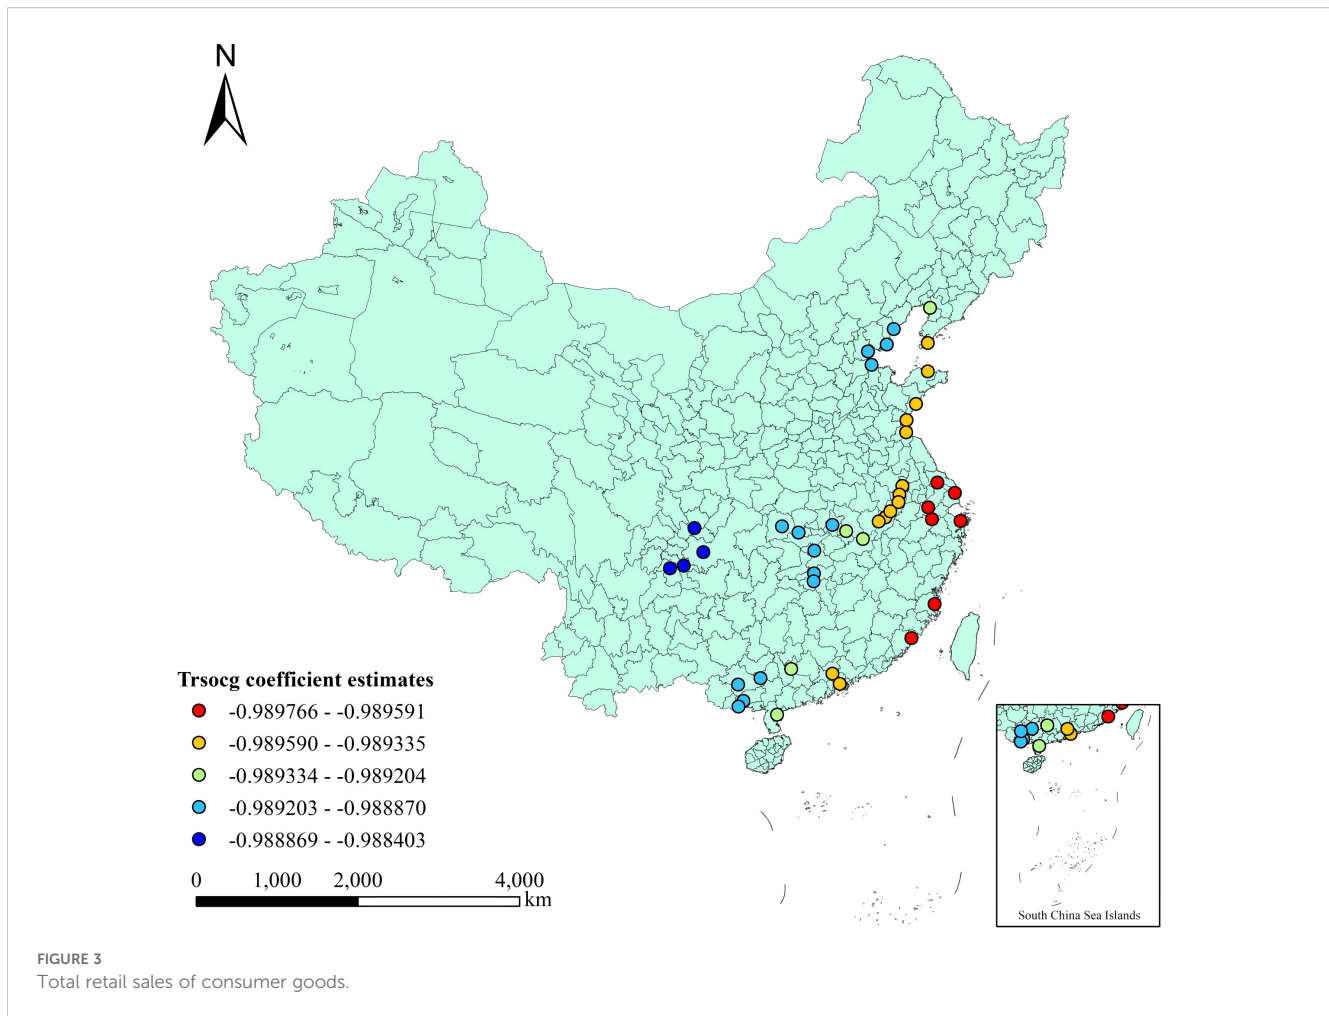 N
Trsocg coefficient estimates
-0.989766 - -0.989591
-0.989590 - -0.989335
-0.989334 - -0.989204
-0.989203 - -0.988870
-0.988869 - -0.988403
0 1,000 2,000 4,000
km
South China Sea Islands
FIGURE 3
Total retail sales of consumer goods.